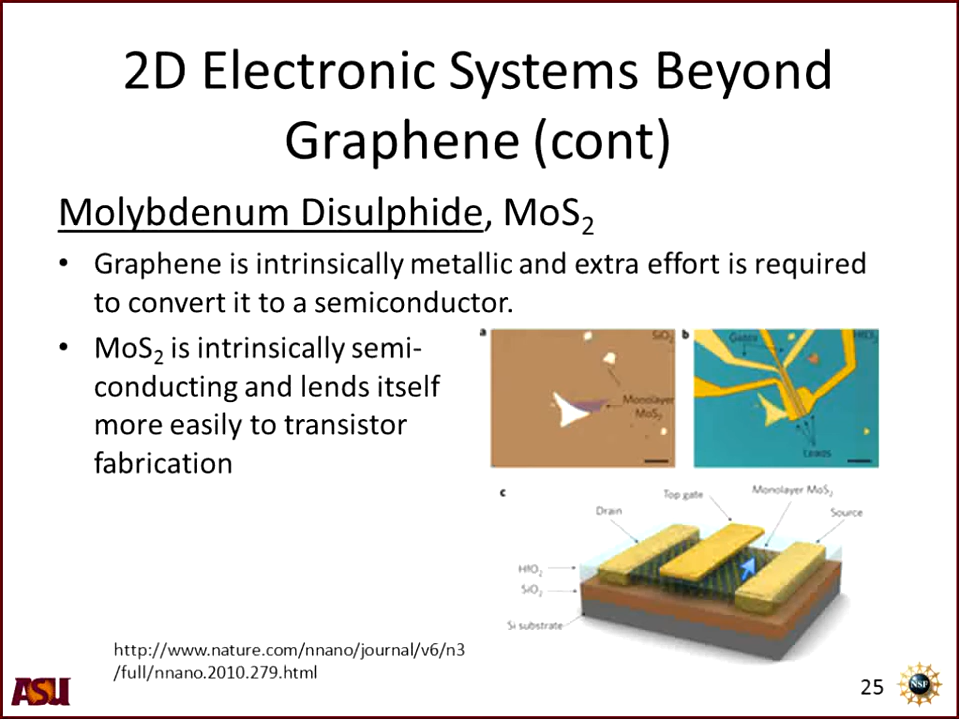 2D Electronic Systems Beyond
Graphene (cont)
Molybdenum Disulphide, MoS₂
• Graphene is intrinsically metallic and extra effort is required
to convert it to a semiconductor.
• MoS₂ is intrinsically semi-
conducting and lends itself
more easily to transistor
fabrication
a
SiO₂
Monolayer
MoS₂
b
HfO₂
Gates
Leads
c
Top gate
Monolayer MoS₂
Drain
Source
HfO₂
SiO₂
Si substrate
http://www.nature.com/nnano/journal/v6/n3
/full/nnano.2010.279.html
ASU
25
NSF